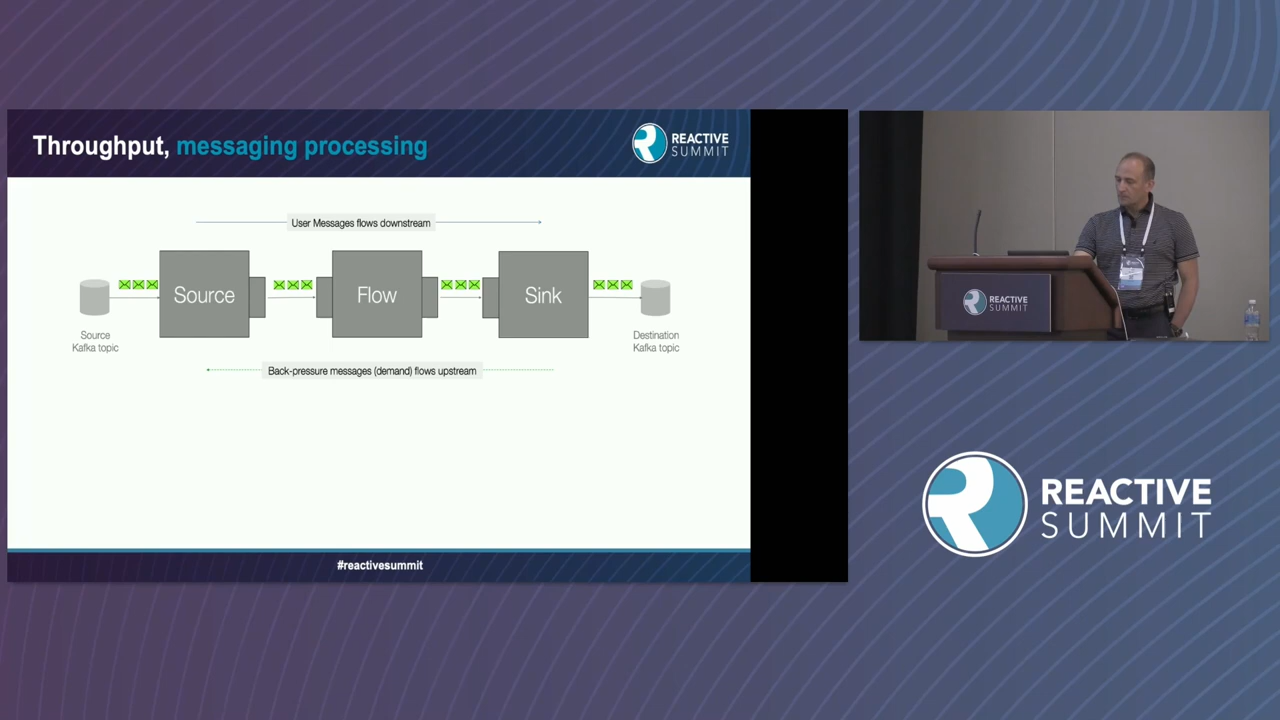 Throughput, messaging processing
REACTIVE
SUMMIT
User Messages flows downstream
Source
Flow
Sink
Source
Kafka topic
Destination
Kafka topic
Back-pressure messages (demand) flows upstream
#reactivesummit
REACTIVE
SUMMIT
REACTIVE
SUMMIT